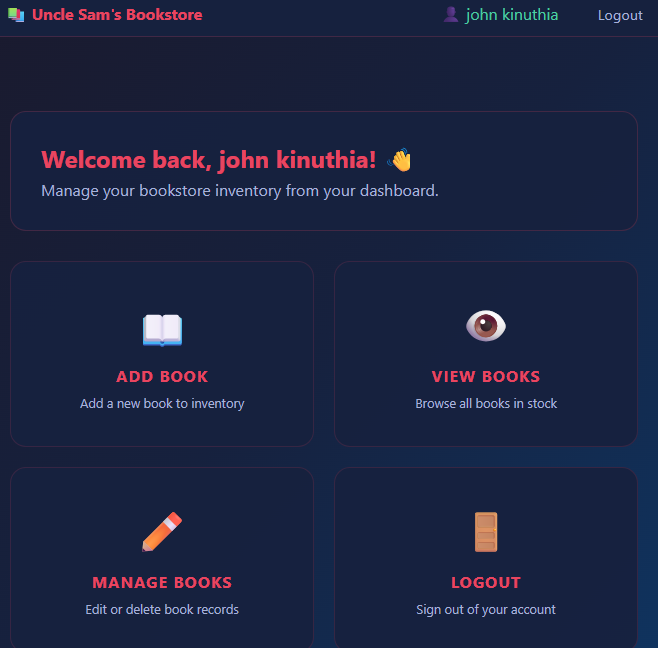 Uncle Sam's Bookstore
john kinuthia
Logout
Welcome back, john kinuthia!
Manage your bookstore inventory from your dashboard.
ADD BOOK
Add a new book to inventory
VIEW BOOKS
Browse all books in stock
MANAGE BOOKS
Edit or delete book records
LOGOUT
Sign out of your account